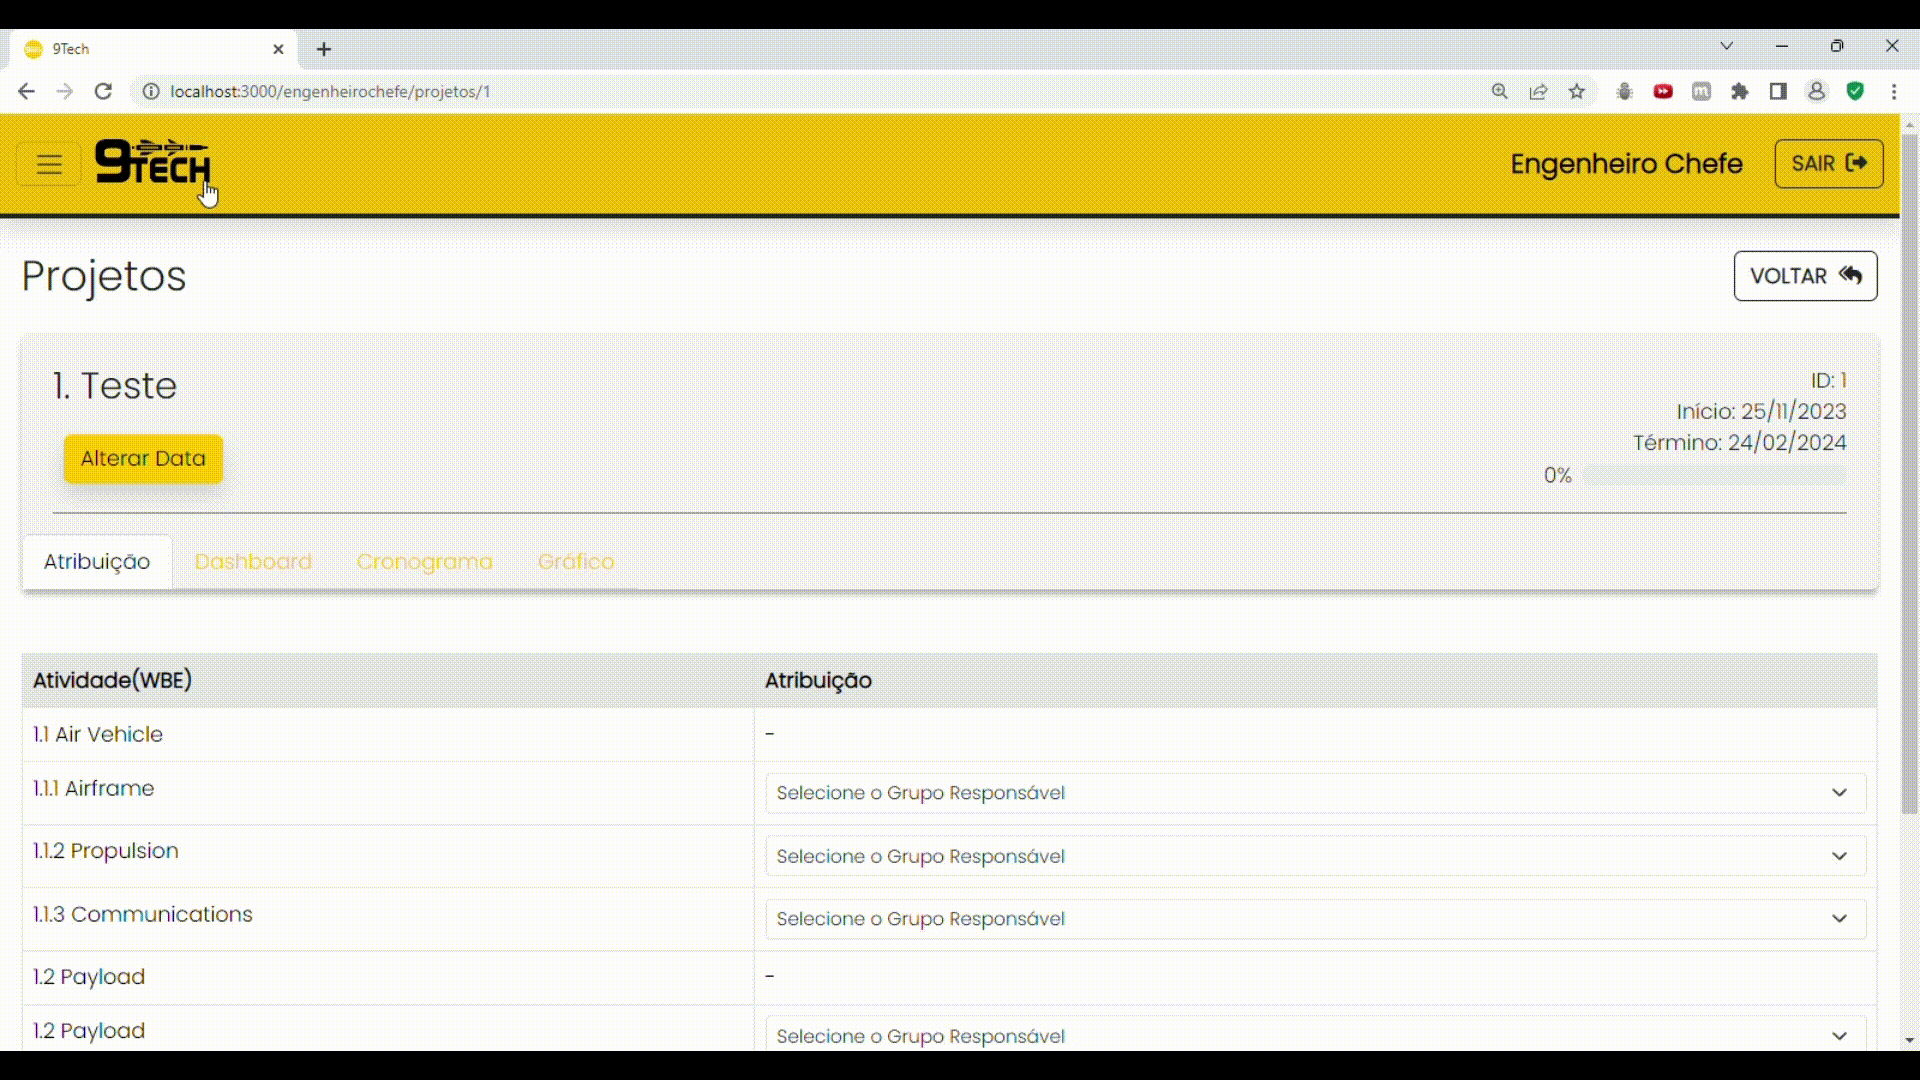 9Tech
localhost:3000/engenheirochefe/projetos/1
9TECH
Engenheiro Chefe
SAIR
Projetos
VOLTAR
1. Teste
ID: 1
Início: 25/11/2023
Término: 24/02/2024
Alterar Data
0%
Atribuição Dashboard Cronograma Gráfico
Atividade(WBE) Atribuição
1.1 Air Vehicle -
1.1.1 Airframe Selecione o Grupo Responsável
1.1.2 Propulsion Selecione o Grupo Responsável
1.1.3 Communications Selecione o Grupo Responsável
1.2 Payload -
1.2 Payload Selecione o Grupo Responsável